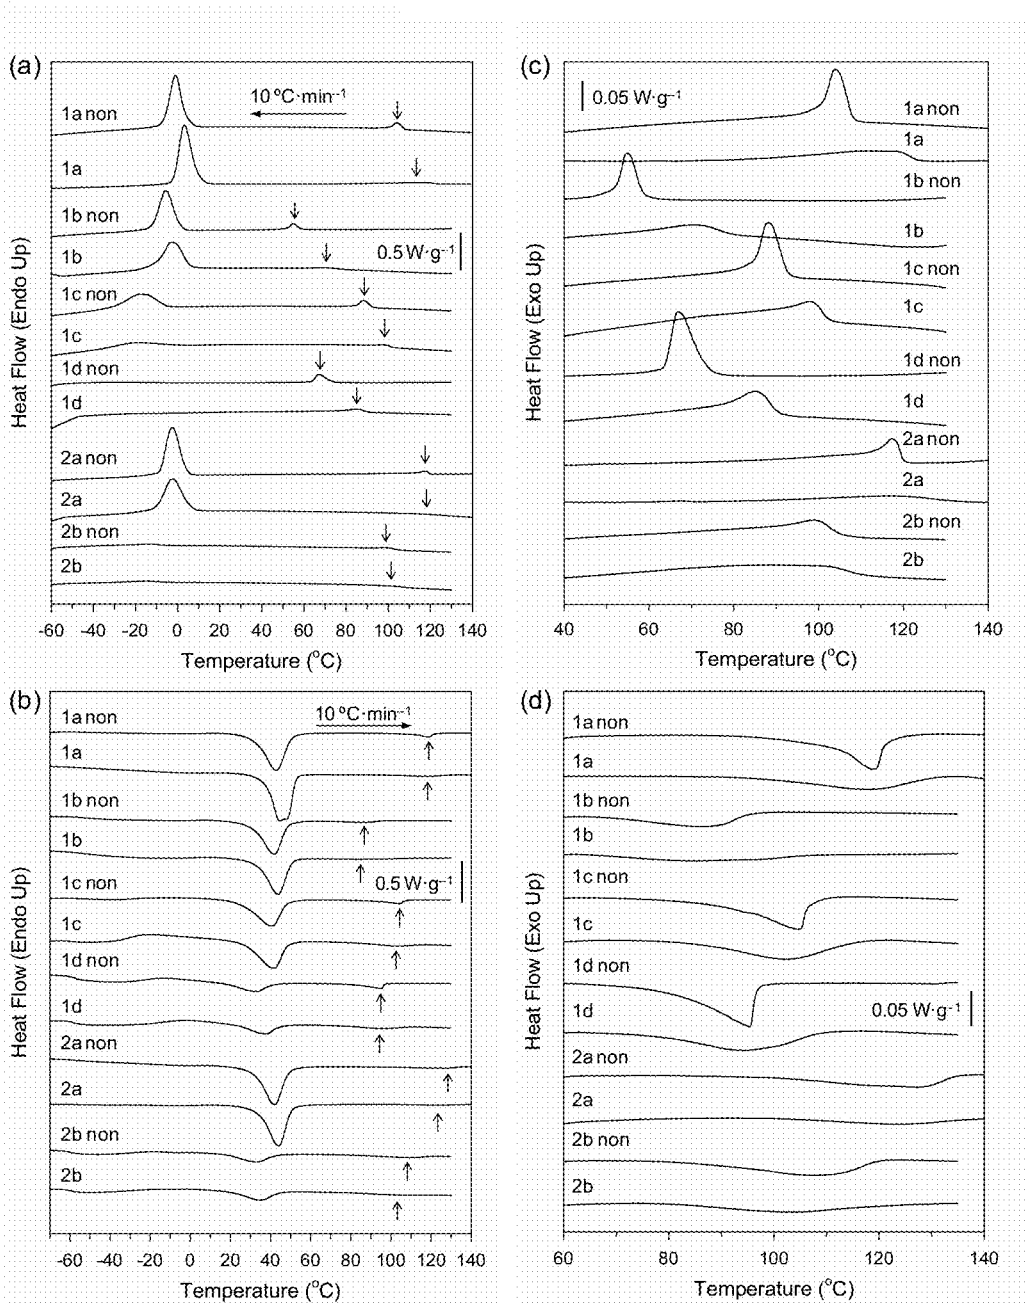 (a)
1a non
10 ºC·min⁻¹
1a
1b non
1b
0.5 W·g⁻¹
1c non
1c
1d non
1d
2a non
2a
2b non
2b
Heat Flow (Endo Up)
-60 -40 -20 0 20 40 60 80 100 120 140
Temperature (ºC)
(c)
0.05 W·g⁻¹
1a non
1a
1b non
1b
1c non
1c
1d non
1d
2a non
2a
2b non
2b
Heat Flow (Exo Up)
40 60 80 100 120 140
Temperature (ºC)
(b)
1a non
10 ºC·min⁻¹
1a
1b non
1b
1c non
0.5 W·g⁻¹
1c
1d non
1d
2a non
2a
2b non
2b
Heat Flow (Endo Up)
-60 -40 -20 0 20 40 60 80 100 120 140
Temperature (ºC)
(d)
1a non
1a
1b non
1b
1c non
1c
1d non
1d
0.05 W·g⁻¹
2a non
2a
2b non
2b
Heat Flow (Exo Up)
60 80 100 120 140
Temperature (ºC)